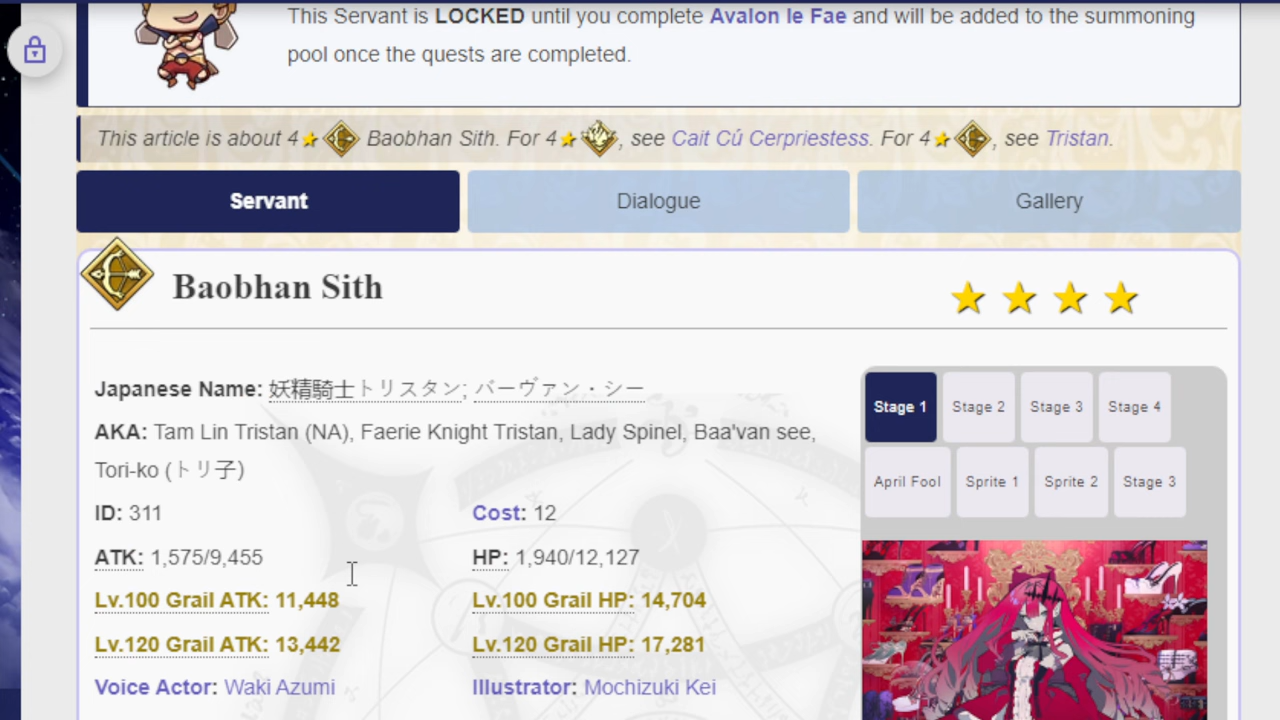 This Servant is LOCKED until you complete Avalon le Fae and will be added to the summoning
pool once the quests are completed.
This article is about 4 Baobhan Sith. For 4, see Cait Cú Cerpriestess. For 4, see Tristan.
Servant
Dialogue
Gallery
Baobhan Sith
Japanese Name: 妖精騎士トリスタン; バーヴァン・シー
AKA: Tam Lin Tristan (NA), Faerie Knight Tristan, Lady Spinel, Baa'van see,
Tori-ko (トリ子)
ID: 311
Cost: 12
ATK: 1,575/9,455
HP: 1,940/12,127
Lv.100 Grail ATK: 11,448
Lv.100 Grail HP: 14,704
Lv.120 Grail ATK: 13,442
Lv.120 Grail HP: 17,281
Voice Actor: Waki Azumi
Illustrator: Mochizuki Kei
Stage 1
Stage 2
Stage 3
Stage 4
April Fool
Sprite 1
Sprite 2
Stage 3